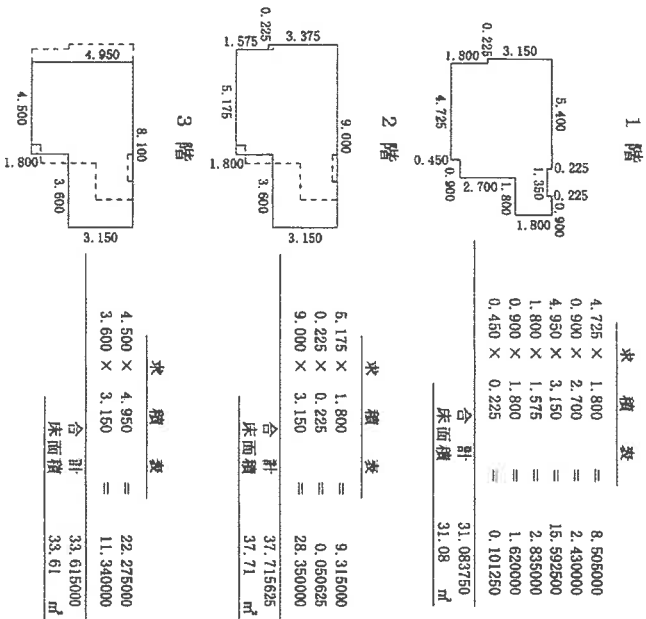 1 階
3.150
0.225
1.800
5.400
4.725
0.225
1.350
0.225
0.900
0.450
0.900
2.700
1.800
1.800
求 積 表
4.725 × 1.800 = 8.505000
0.900 × 2.700 = 2.430000
4.950 × 3.150 = 15.592500
1.800 × 1.575 = 2.835000
0.900 × 1.800 = 1.620000
0.450 × 0.225 = 0.101250
合 計 31.083750
床面積 31.08 ㎡
2 階
3.375
0.225
1.575
9.000
5.175
1.800
3.600
3.150
求 積 表
5.175 × 1.800 = 9.315000
0.225 × 0.225 = 0.050625
9.000 × 3.150 = 28.350000
合 計 37.715625
床面積 37.71 ㎡
3 階
4.950
8.100
4.500
1.800
3.600
3.150
求 積 表
4.500 × 4.950 = 22.275000
3.600 × 3.150 = 11.340000
合 計 33.615000
床面積 33.61 ㎡